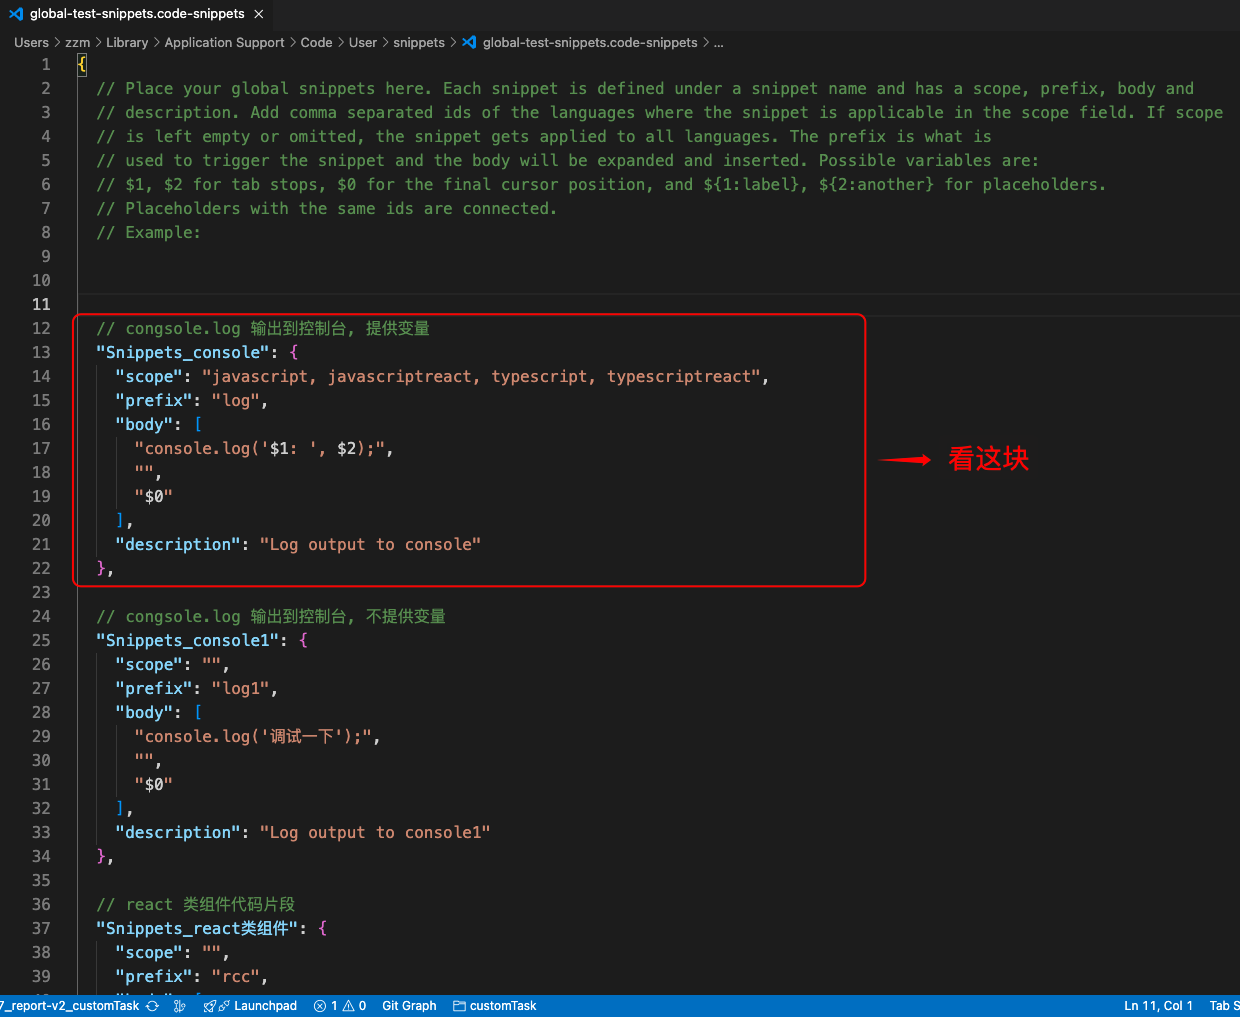 global-test-snippets.code-snippets ×
Users > zzm > Library > Application Support > Code > User > snippets > global-test-snippets.code-snippets > ...
1 {
2 // Place your global snippets here. Each snippet is defined under a snippet name and has a scope, prefix, body and
3 // description. Add comma separated ids of the languages where the snippet is applicable in the scope field. If scope
4 // is left empty or omitted, the snippet gets applied to all languages. The prefix is what is
5 // used to trigger the snippet and the body will be expanded and inserted. Possible variables are:
6 // $1, $2 for tab stops, $0 for the final cursor position, and ${1:label}, ${2:another} for placeholders.
7 // Placeholders with the same ids are connected.
8 // Example:
9
10
11
12 // congsole.log 输出到控制台, 提供变量
13 "Snippets_console": {
14 "scope": "javascript, javascriptreact, typescript, typescriptreact",
15 "prefix": "log",
16 "body": [
17 "console.log('$1: ', $2);",
18 "",
19 "$0"
20 ],
21 "description": "Log output to console"
22 },
看这块
23
24 // congsole.log 输出到控制台, 不提供变量
25 "Snippets_console1": {
26 "scope": "",
27 "prefix": "log1",
28 "body": [
29 "console.log('调试一下');",
30 "",
31 "$0"
32 ],
33 "description": "Log output to console1"
34 },
35
36 // react 类组件代码片段
37 "Snippets_react类组件": {
38 "scope": "",
39 "prefix": "rcc",
7_report-v2_customTask Launchpad 1 0 Git Graph customTask Ln 11, Col 1 Tab S